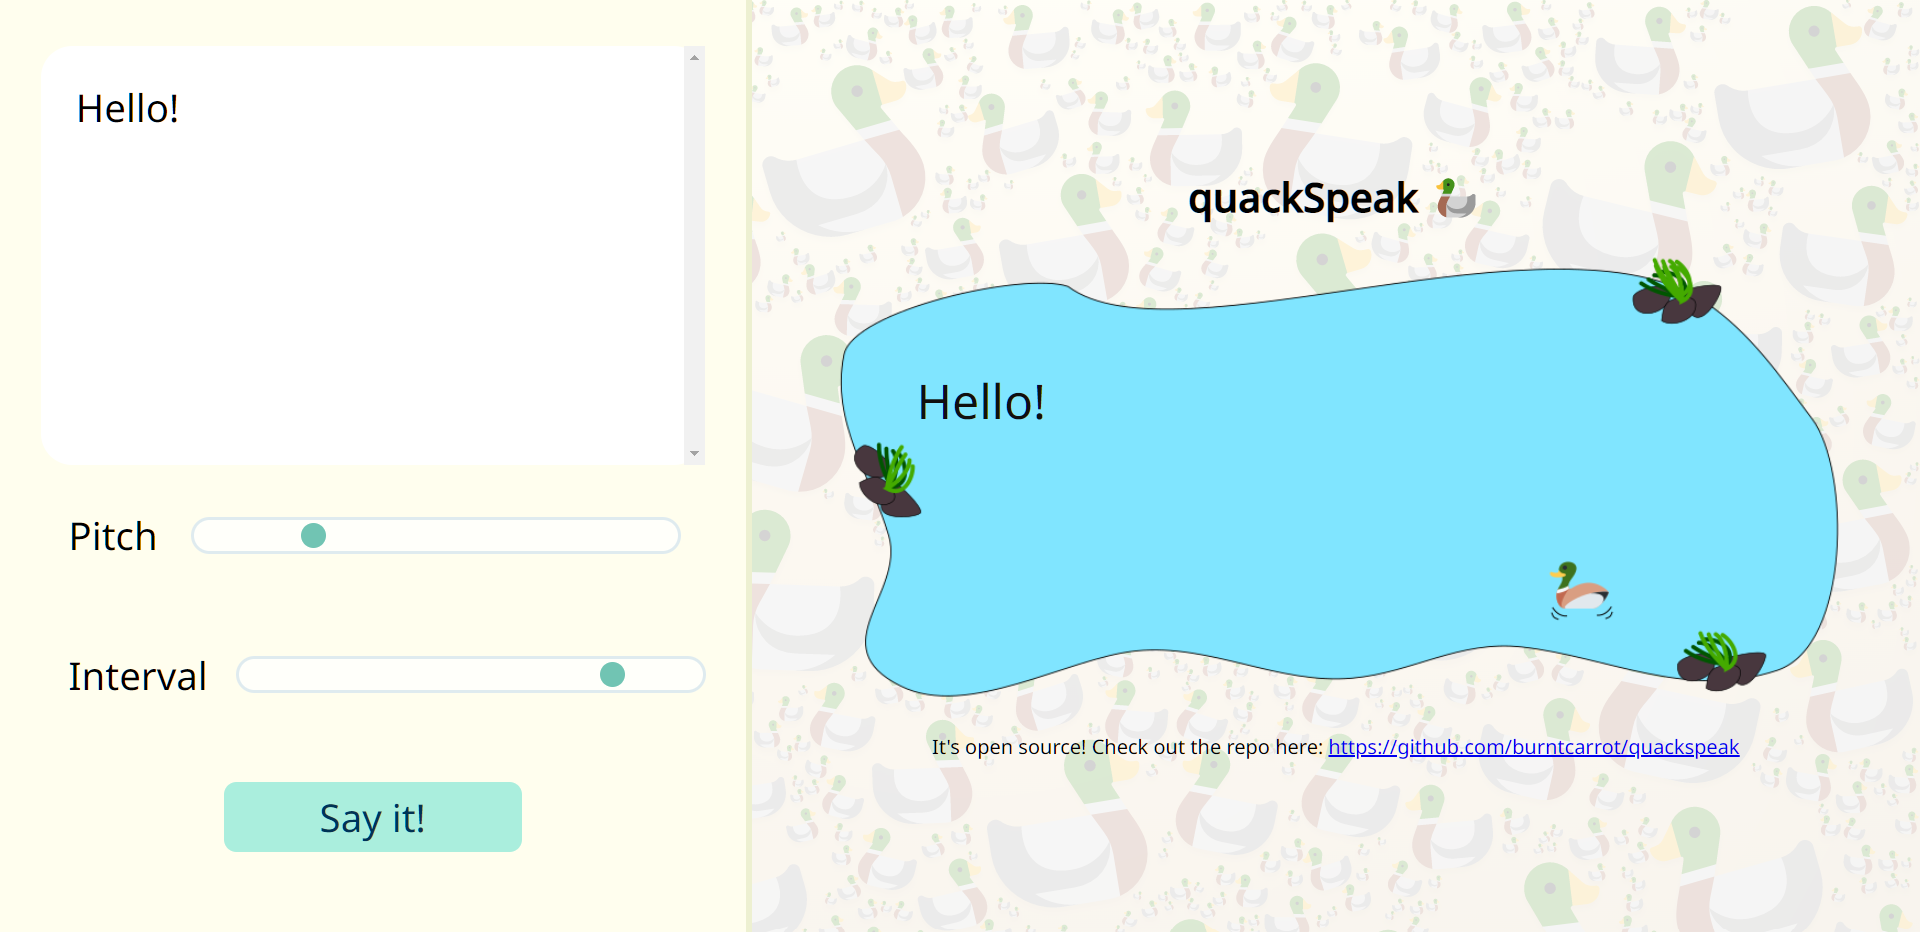 Hello!
Pitch
Interval
Say it!
quackSpeak
Hello!
It's open source! Check out the repo here: https://github.com/burntcarrot/quackspeak